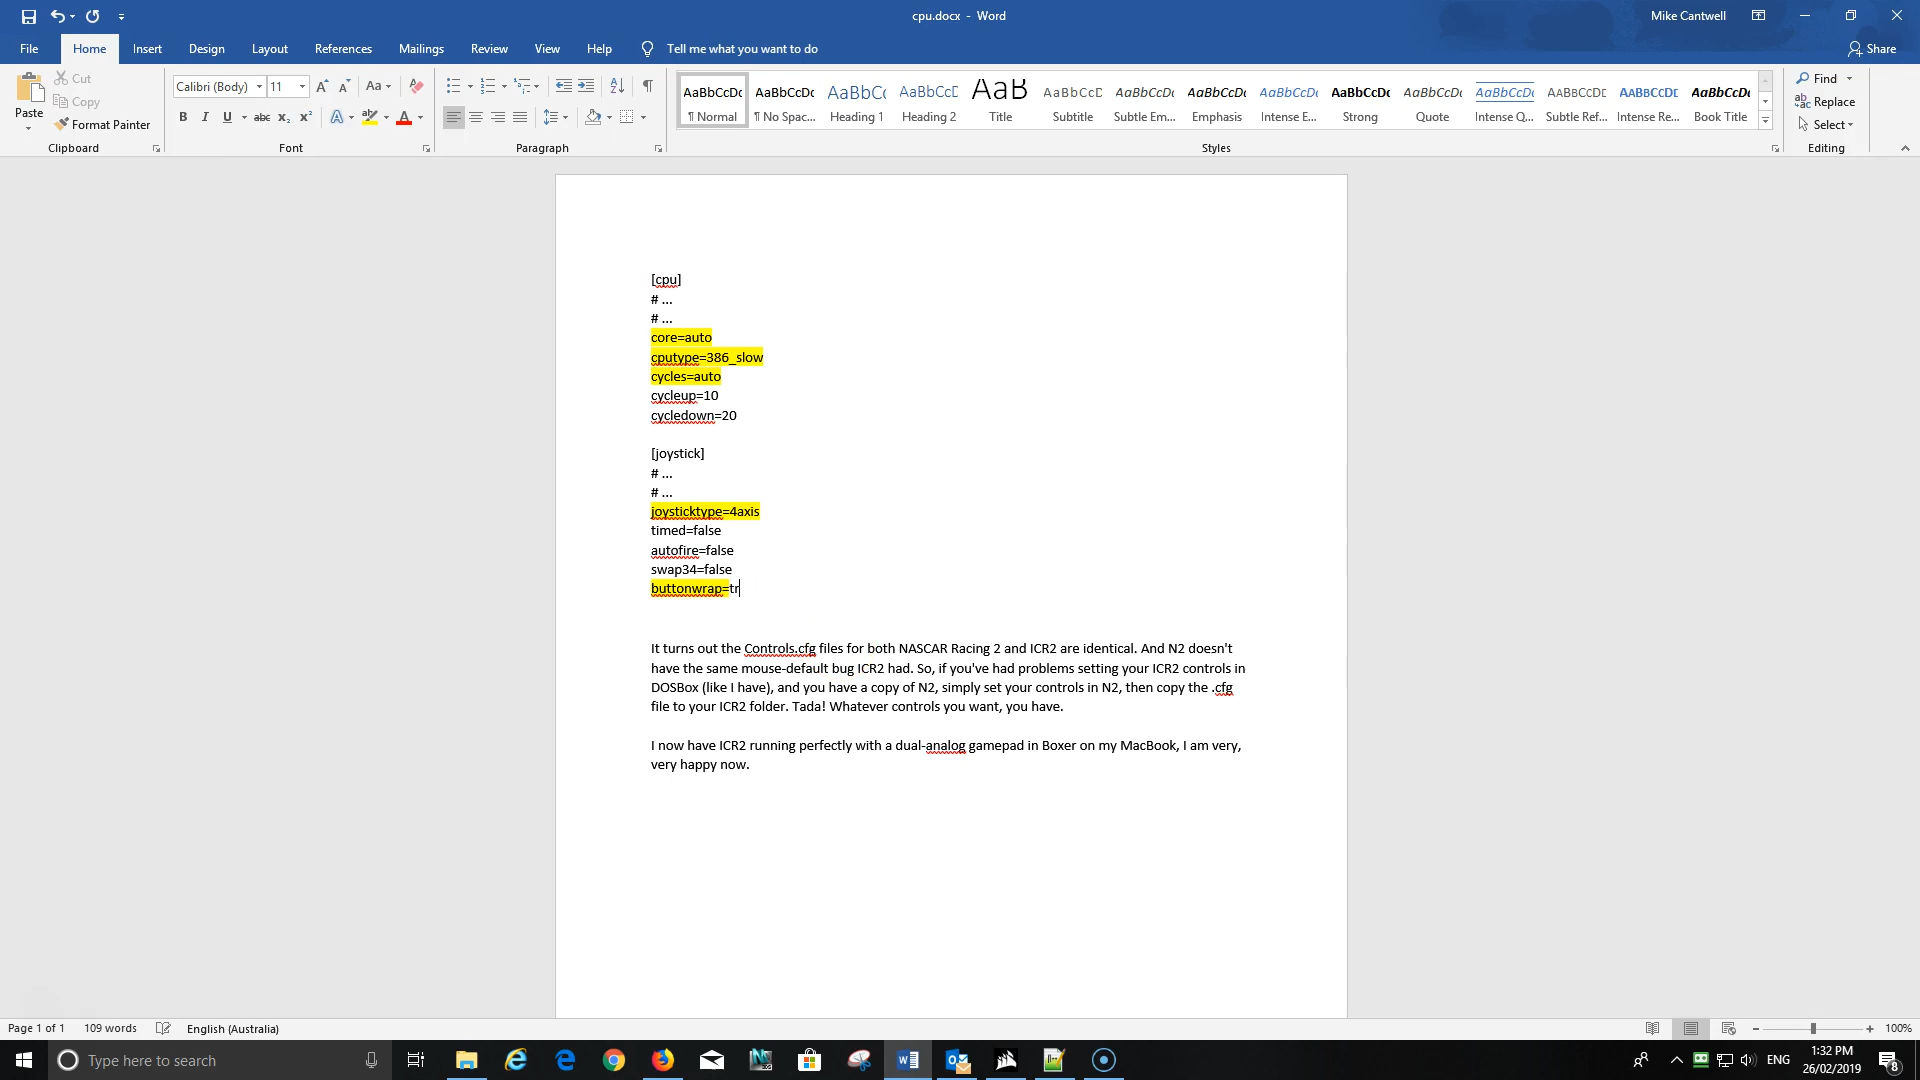 cpu.docx - Word
Mike Cantwell
File Home Insert Design Layout References Mailings Review View Help Tell me what you want to do Share
Paste
Cut
Copy
Format Painter
Clipboard
Calibri (Body) 11
Font
Paragraph
AaBbCcDc AaBbCcDc AaBbCc AaBbCcD AaB AaBbCcD AaBbCcDc AaBbCcDc AaBbCcDc AaBbCcDc AaBbCcDc AaBbCcDc AABBCCDE AABBCCDE AaBbCcDc
¶ Normal ¶ No Spac... Heading 1 Heading 2 Title Subtitle Subtle Em... Emphasis Intense E... Strong Quote Intense Q... Subtle Ref... Intense Re... Book Title
Styles
Find
Replace
Select
Editing
[cpu]
# ...
# ...
core=auto
cputype=386_slow
cycles=auto
cycleup=10
cycledown=20
[joystick]
# ...
# ...
joysticktype=4axis
timed=false
autofire=false
swap34=false
buttonwrap=tr
It turns out the Controls.cfg files for both NASCAR Racing 2 and ICR2 are identical. And N2 doesn't
have the same mouse-default bug ICR2 had. So, if you've had problems setting your ICR2 controls in
DOSBox (like I have), and you have a copy of N2, simply set your controls in N2, then copy the .cfg
file to your ICR2 folder. Tada! Whatever controls you want, you have.
I now have ICR2 running perfectly with a dual-analog gamepad in Boxer on my MacBook, I am very,
very happy now.
Page 1 of 1 109 words English (Australia) 100%
Type here to search
ENG
1:32 PM
26/02/2019
8